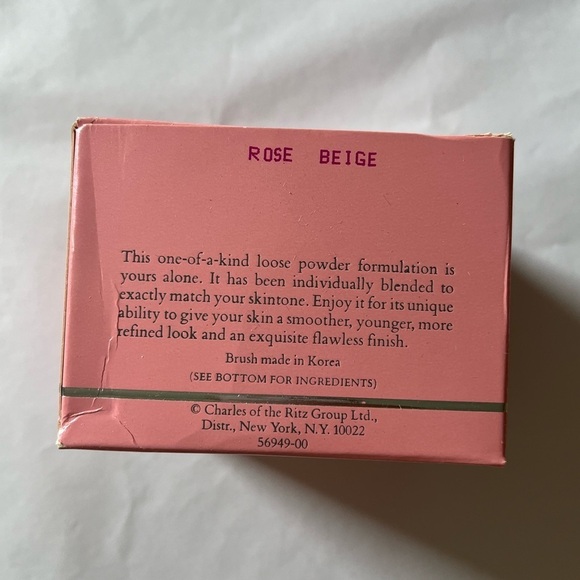 ROSE BEIGE
This one-of-a-kind loose powder formulation is
yours alone. It has been individually blended to
exactly match your skintone. Enjoy it for its unique
ability to give your skin a smoother, younger, more
refined look and an exquisite flawless finish.
Brush made in Korea
(SEE BOTTOM FOR INGREDIENTS)
© Charles of the Ritz Group Ltd.,
Distr., New York, N.Y. 10022
56949-00